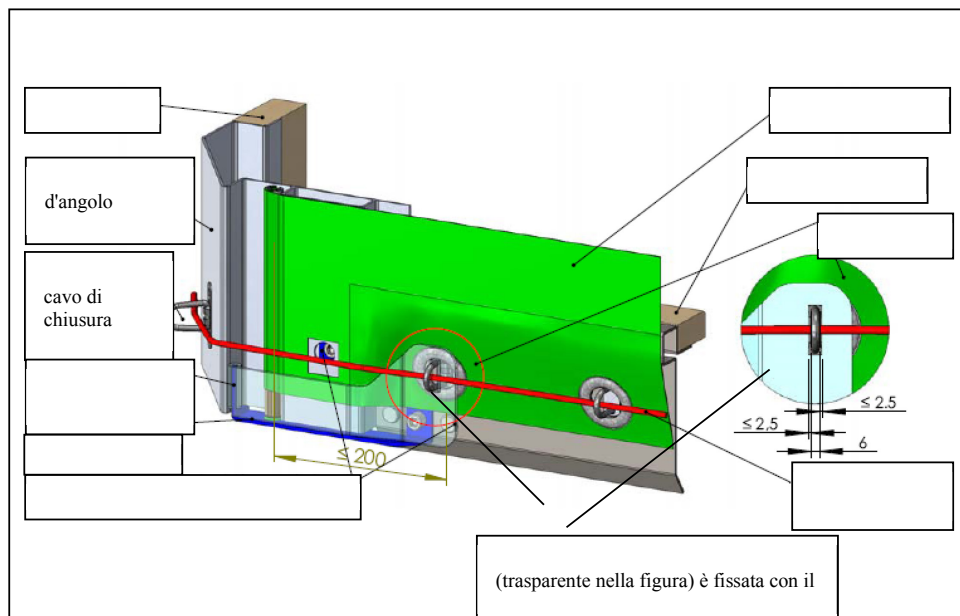 d'angolo
cavo di
chiusura
≤ 200
≤ 2.5
≤ 2,5
6
(trasparente nella figura) è fissata con il